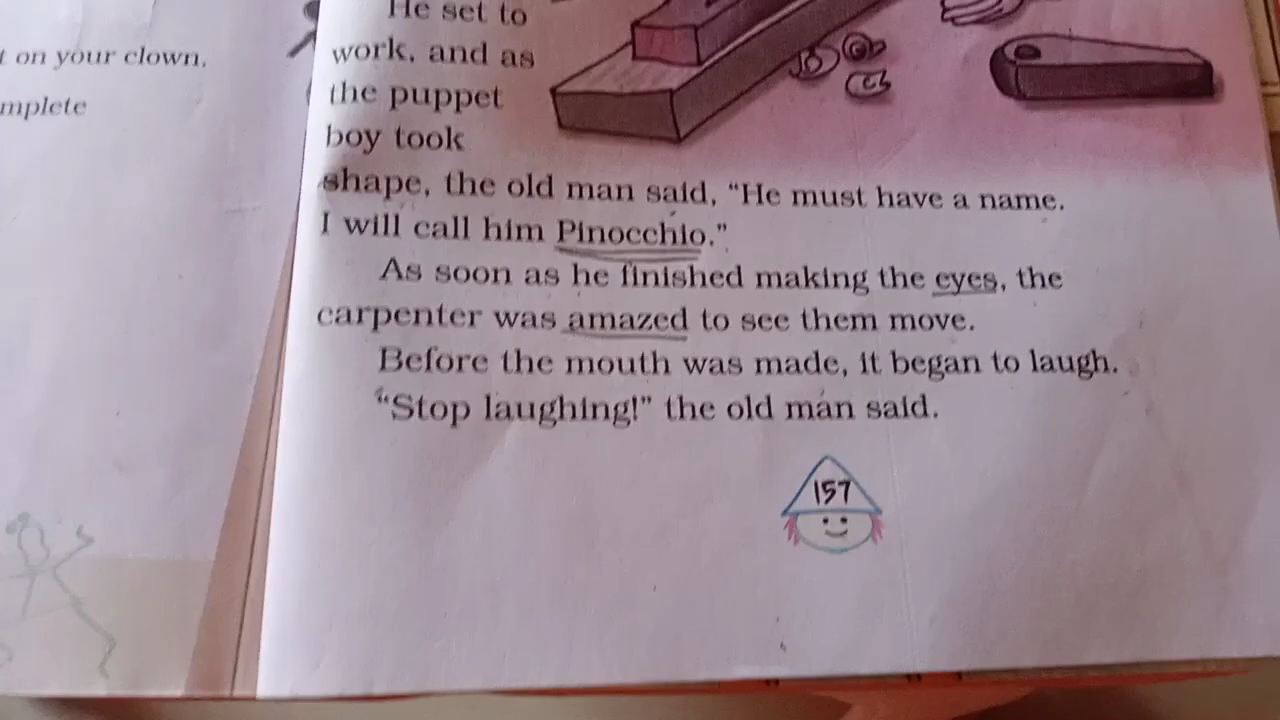 t on your clown,
mplete
He set to
work, and as
the puppet
boy took
shape, the old man said, “He must have a name.
I will call him Pinocchio.”
As soon as he finished making the eyes, the
carpenter was amazed to see them move.
Before the mouth was made, it began to laugh.
“Stop laughing!” the old man said.
157